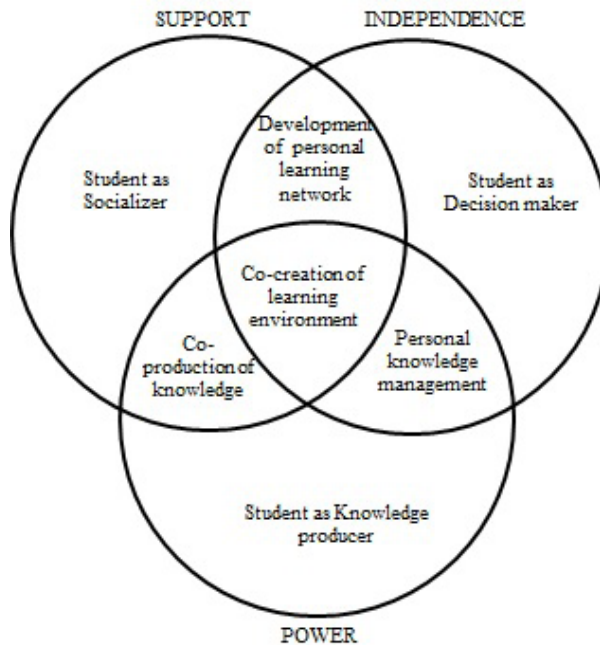 SUPPORT
INDEPENDENCE
Development
of personal
learning
network
Student as
Socializer
Student as
Decision maker
Co-creation of
learning
environment
Co-
production of
knowledge
Personal
knowledge
management
Student as Knowledge
producer
POWER